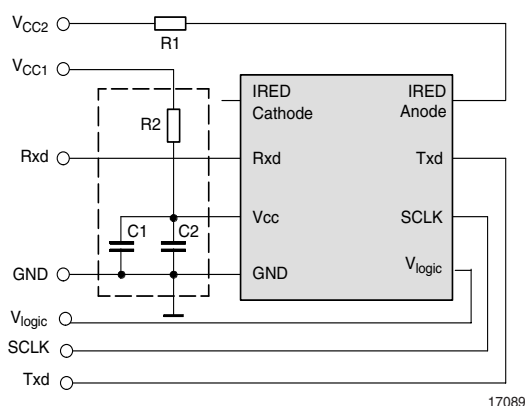 VCC2
R1
VCC1
R2
Rxd
C1
C2
GND
Vlogic
SCLK
Txd
IRED
Cathode
Rxd
Vcc
GND
IRED
Anode
Txd
SCLK
Vlogic
17089